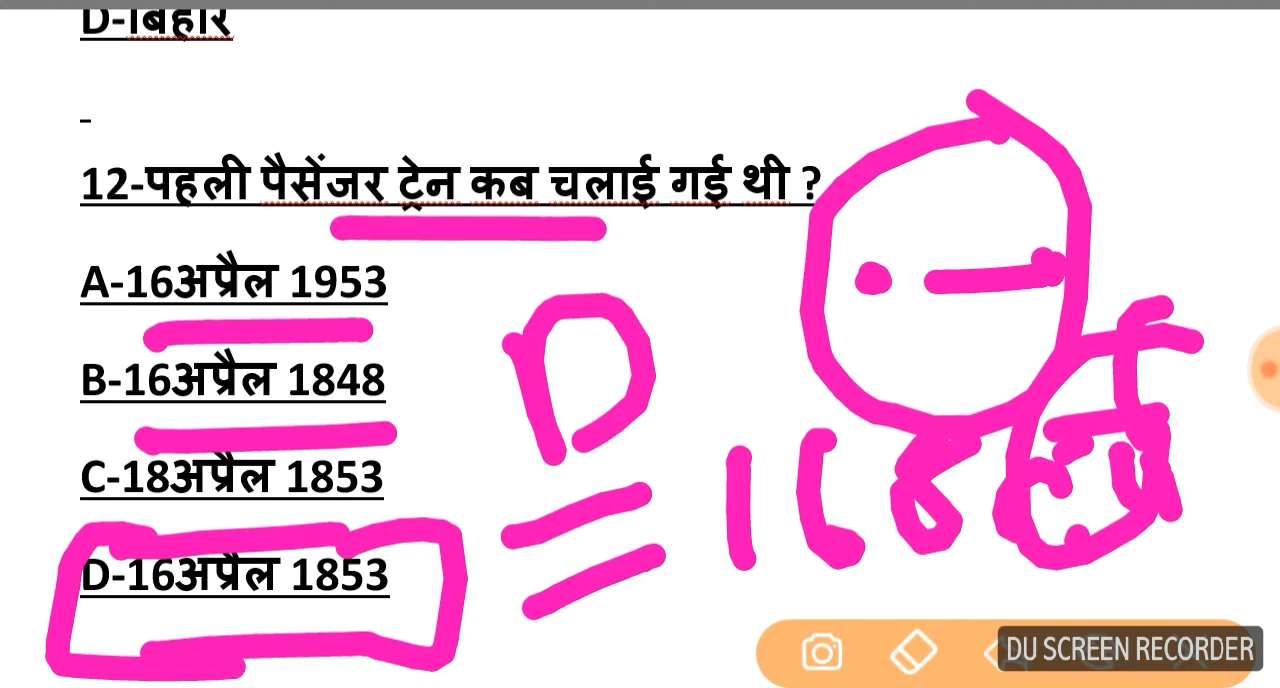 D-बिहार
-
12-पहली पैसेंजर ट्रेन कब चलाई गई थी ?
A-16अप्रैल 1953
B-16अप्रैल 1848
C-18अप्रैल 1853
D-16अप्रैल 1853
D
=
DU SCREEN RECORDER